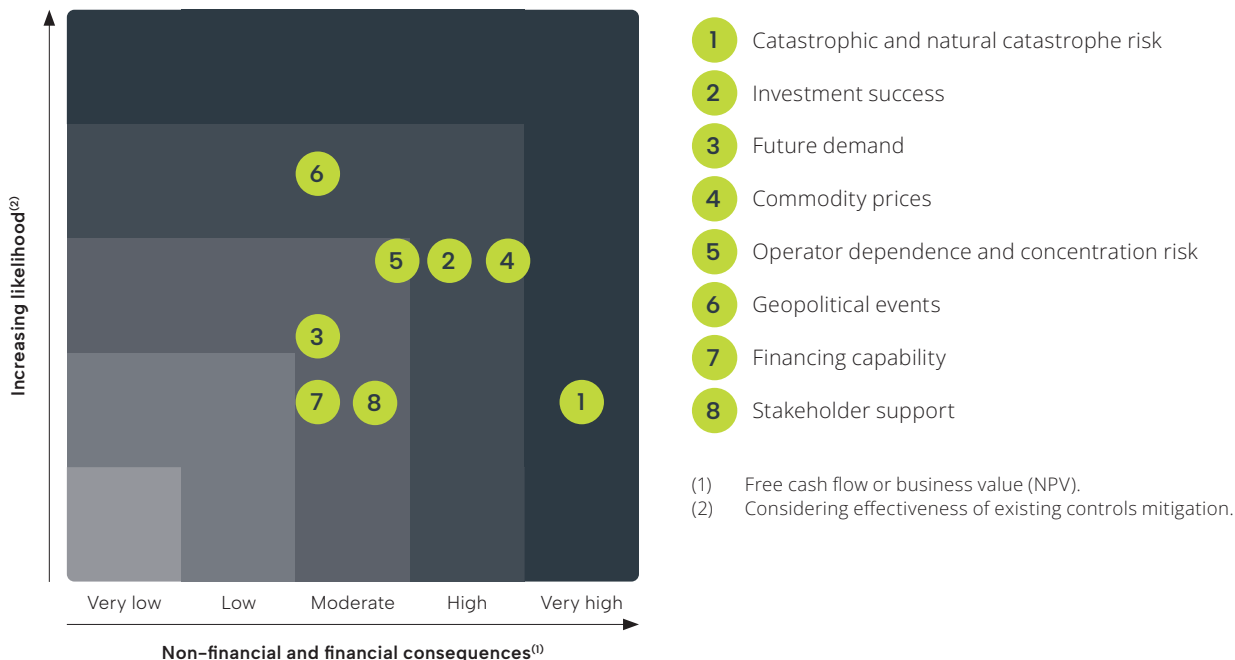 Increasing likelihood(2)
6
5
2
4
3
7
8
1
Very low
Low
Moderate
High
Very high
Non-financial and financial consequences(1)
1 Catastrophic and natural catastrophe risk
2 Investment success
3 Future demand
4 Commodity prices
5 Operator dependence and concentration risk
6 Geopolitical events
7 Financing capability
8 Stakeholder support
(1) Free cash flow or business value (NPV).
(2) Considering effectiveness of existing controls mitigation.